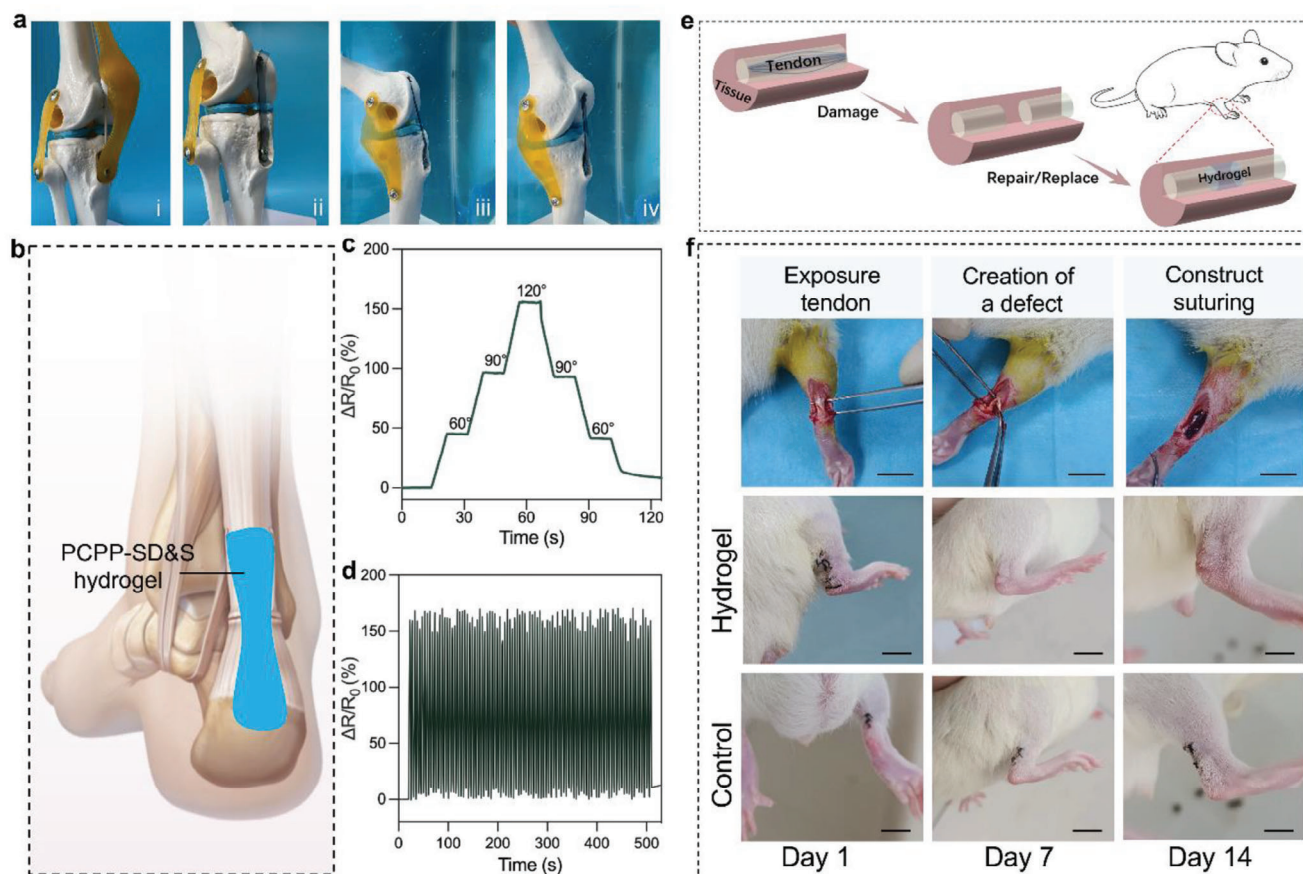 a
i
ii
iii
iv
b
PCPP-SD&S
hydrogel
c
ΔR/R₀ (%)
200
150
100
50
0
60°
90°
120°
90°
60°
0
30
60
90
120
Time (s)
d
ΔR/R₀ (%)
200
150
100
50
0
0
100
200
300
400
500
Time (s)
e
Tendon
Tissue
Damage
Repair/Replace
Hydrogel
f
Exposure
tendon
Creation of
a defect
Construct
suturing
Hydrogel
Control
Day 1
Day 7
Day 14